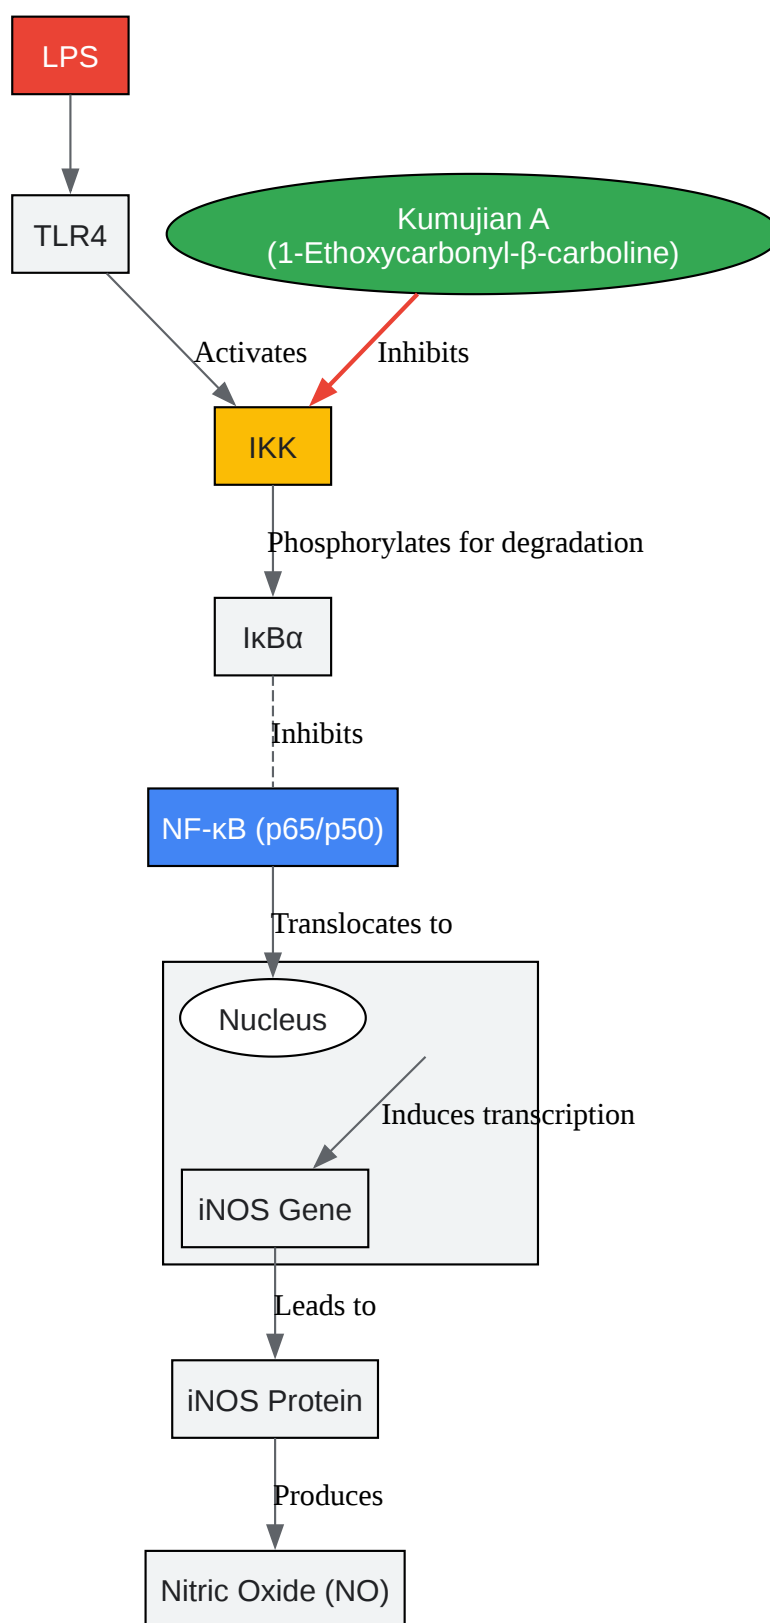 LPS
TLR4
Kumujian A
(1-Ethoxycarbonyl-β-carboline)
Activates
Inhibits
IKK
Phosphorylates for degradation
IκBα
Inhibits
NF-κB (p65/p50)
Translocates to
Nucleus
Induces transcription
iNOS Gene
Leads to
iNOS Protein
Produces
Nitric Oxide (NO)